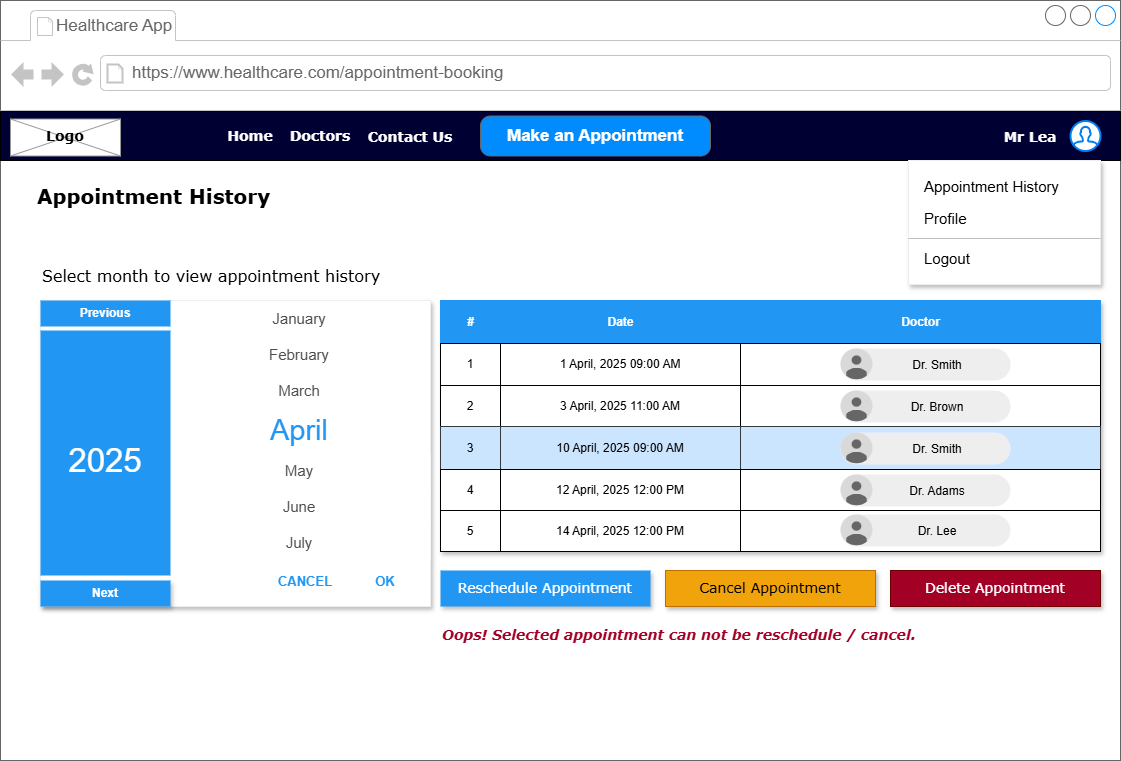 Healthcare App
https://www.healthcare.com/appointment-booking
Logo Home Doctors Contact Us Make an Appointment Mr Lea
Appointment History
Profile
Logout
Appointment History
Select month to view appointment history
Previous
2025
Next
January
February
March
April
May
June
July
CANCEL OK
# Date Doctor
1 1 April, 2025 09:00 AM Dr. Smith
2 3 April, 2025 11:00 AM Dr. Brown
3 10 April, 2025 09:00 AM Dr. Smith
4 12 April, 2025 12:00 PM Dr. Adams
5 14 April, 2025 12:00 PM Dr. Lee
Reschedule Appointment Cancel Appointment Delete Appointment
Oops! Selected appointment can not be reschedule / cancel.